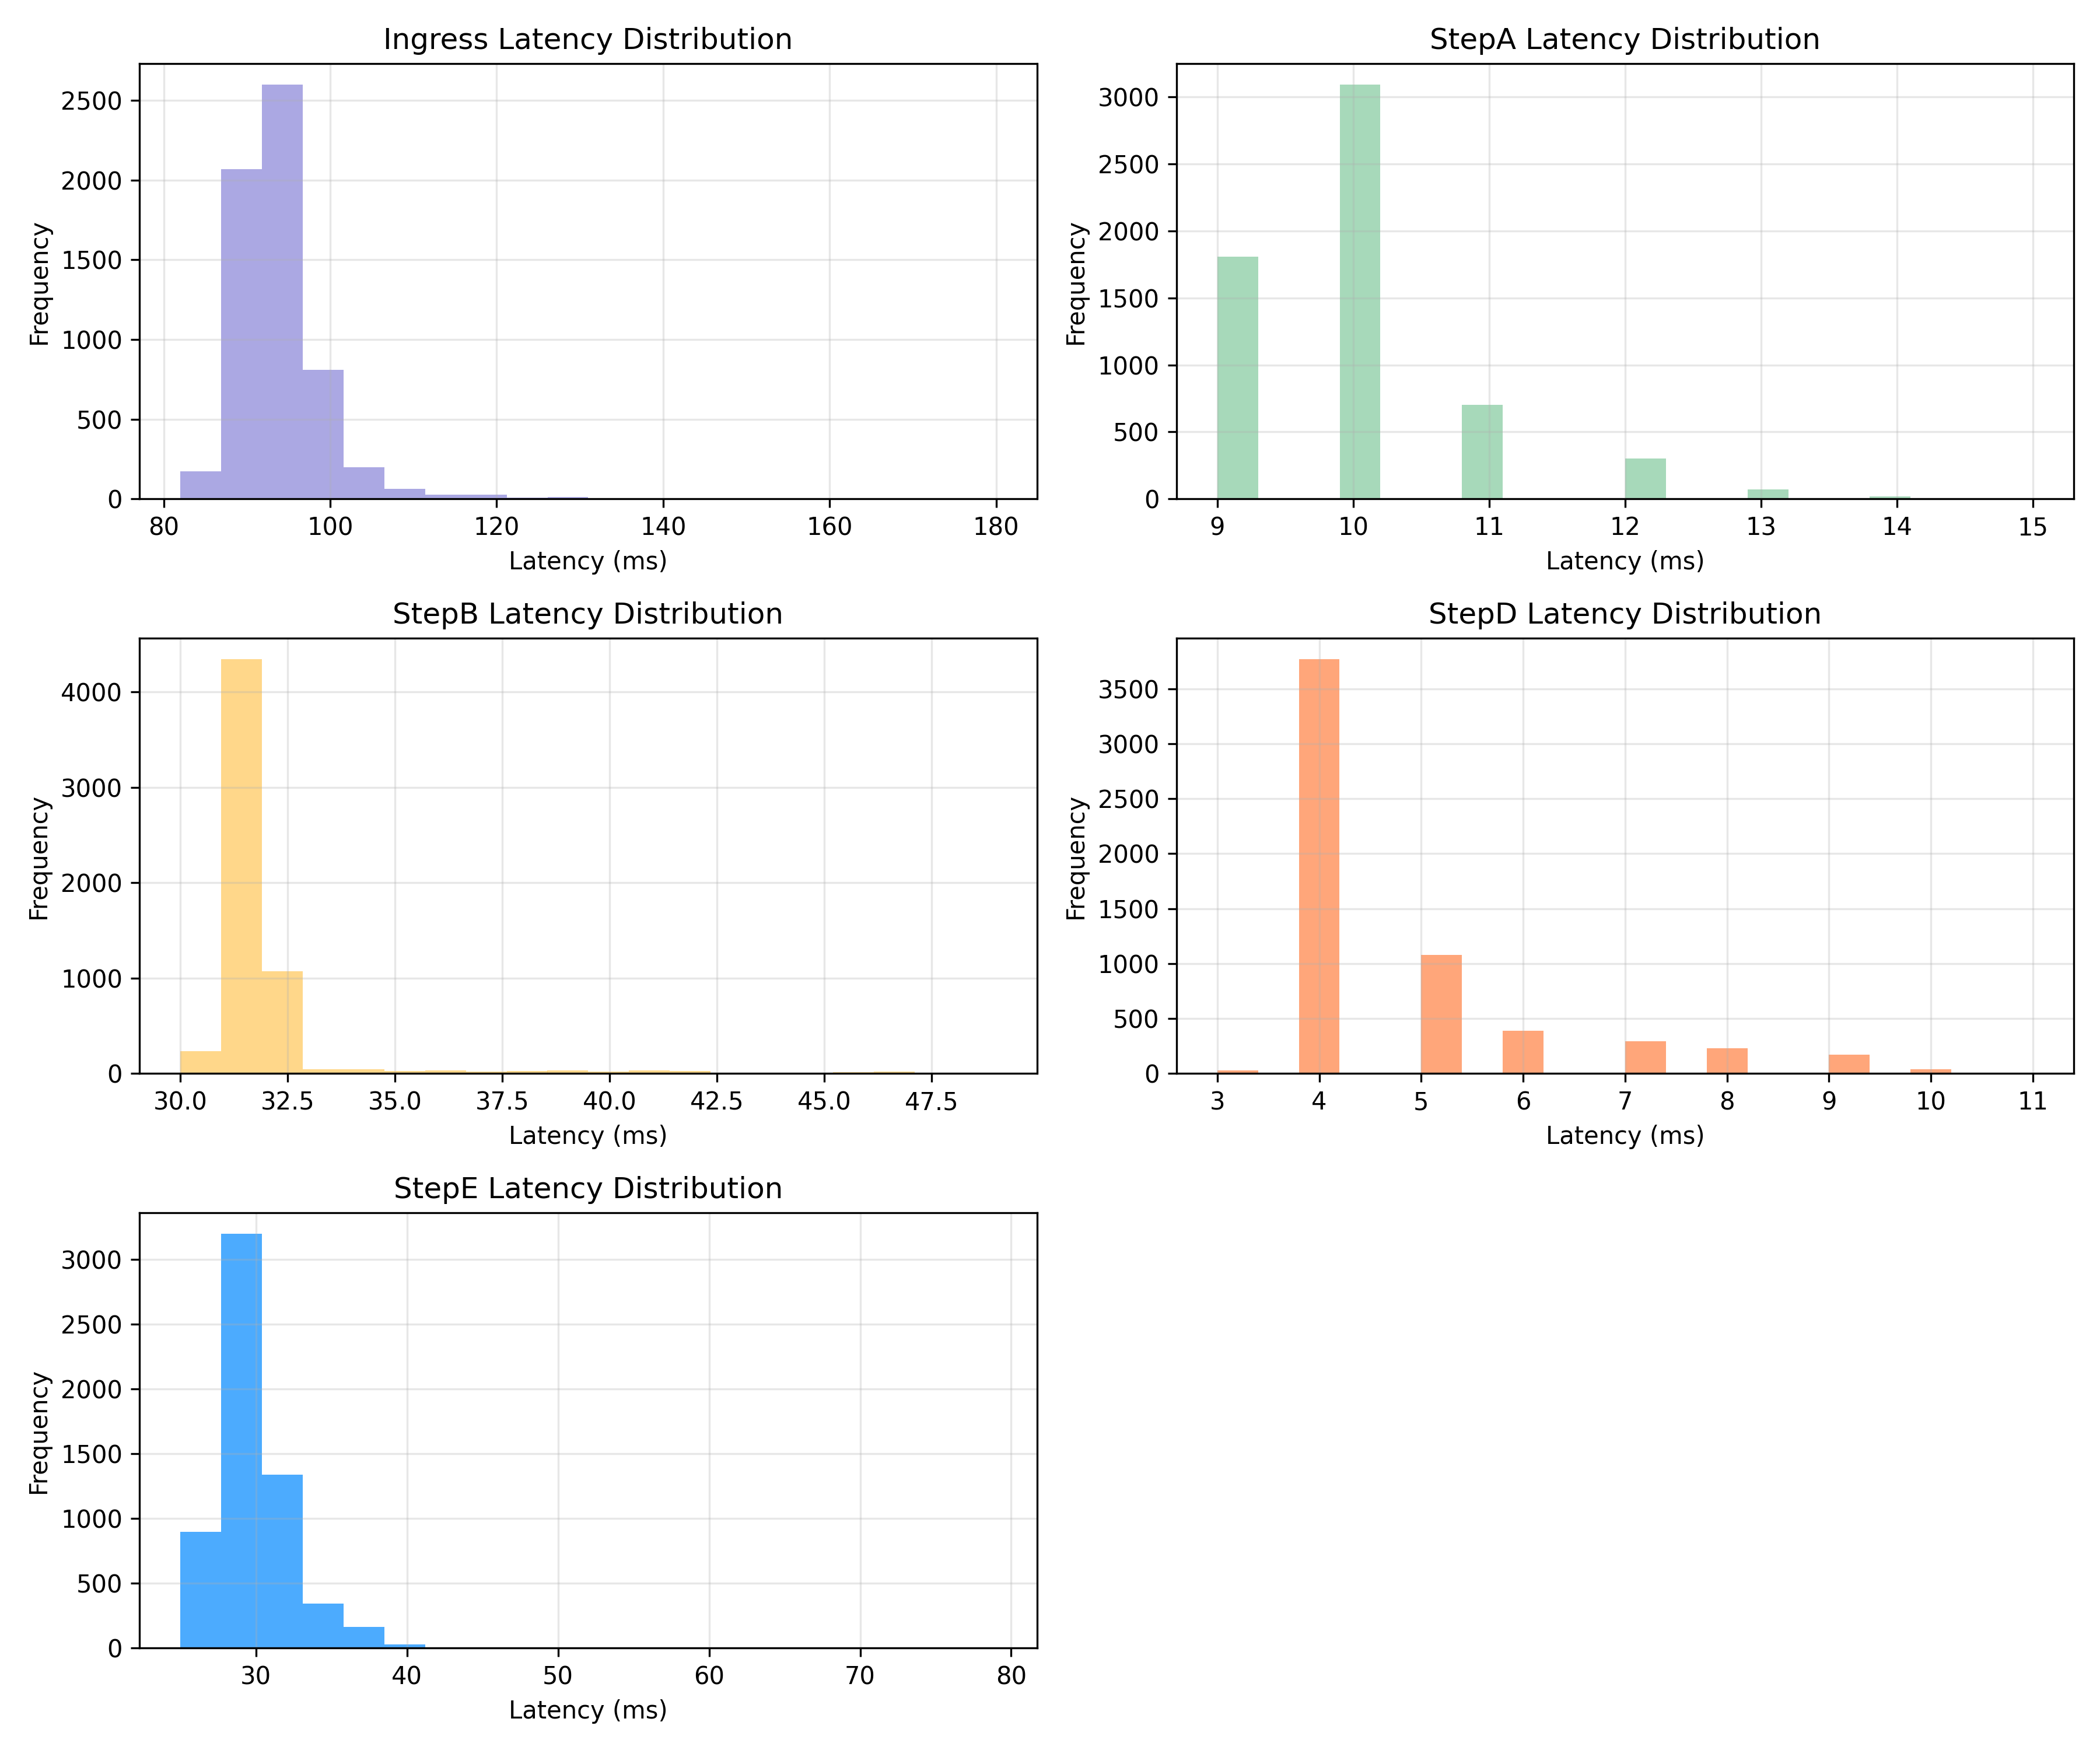 Ingress Latency Distribution
Frequency
2500
2000
1500
1000
500
0
80 100 120 140 160 180
Latency (ms)
StepA Latency Distribution
Frequency
3000
2500
2000
1500
1000
500
0
9 10 11 12 13 14 15
Latency (ms)
StepB Latency Distribution
Frequency
4000
3000
2000
1000
0
30.0 32.5 35.0 37.5 40.0 42.5 45.0 47.5
Latency (ms)
StepD Latency Distribution
Frequency
3500
3000
2500
2000
1500
1000
500
0
3 4 5 6 7 8 9 10 11
Latency (ms)
StepE Latency Distribution
Frequency
3000
2500
2000
1500
1000
500
0
30 40 50 60 70 80
Latency (ms)